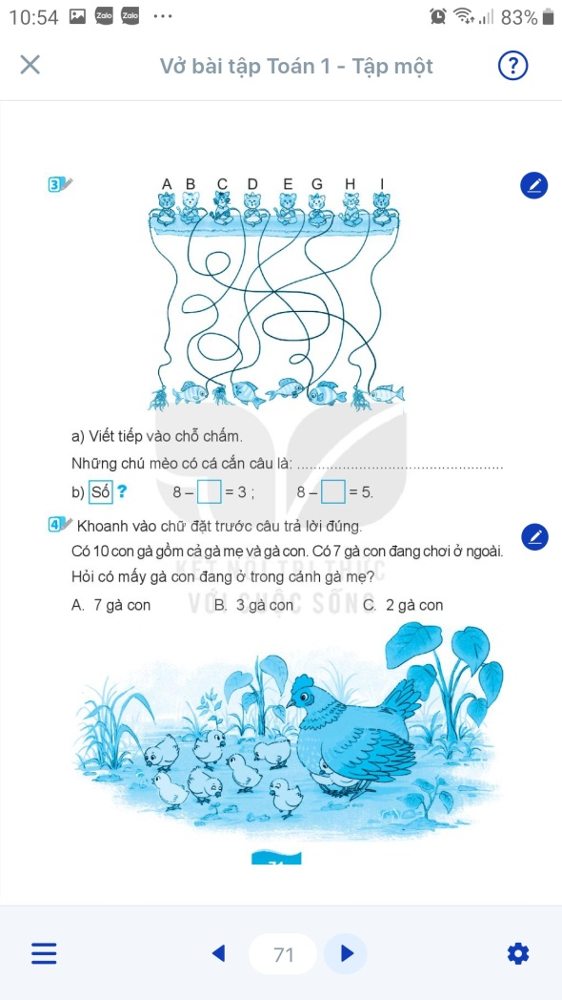 10:54 Zalo Zalo ... 83%
Vở bài tập Toán 1 - Tập một ?
3
A B C D E G H I
a) Viết tiếp vào chỗ chấm.
Những chú mèo có cá cắn câu là: ................................................
b) Số ? 8 – □ = 3 ; 8 – □ = 5.
4 Khoanh vào chữ đặt trước câu trả lời đúng.
Có 10 con gà gồm cả gà mẹ và gà con. Có 7 gà con đang chơi ở ngoài.
Hỏi có mấy gà con đang ở trong cánh gà mẹ?
KẾT NỐI TRI THỨC
A. 7 gà con B. 3 gà con C. 2 gà con
VỚI CUỘC SỐNG
71